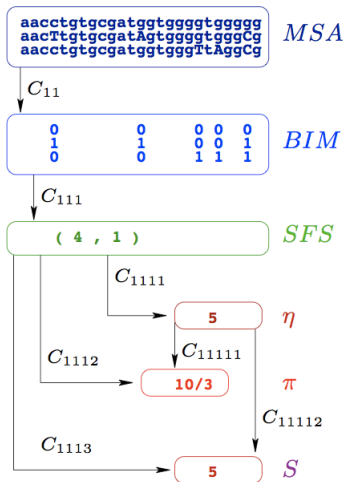 aacctgtgcgatggtggggtggggg
aacTtgtgcgatAgtggggtgggCg
aacctgtgcgatggtgggTtAggCg
MSA
C₁₁
0 0 0 0 0
1 1 0 0 1
0 0 1 1 1
BIM
C₁₁₁
( 4 , 1 )
SFS
C₁₁₁₁
5
η
C₁₁₁₂
C₁₁₁₁₁
10/3
π
C₁₁₁₁₂
C₁₁₁₃
5
S